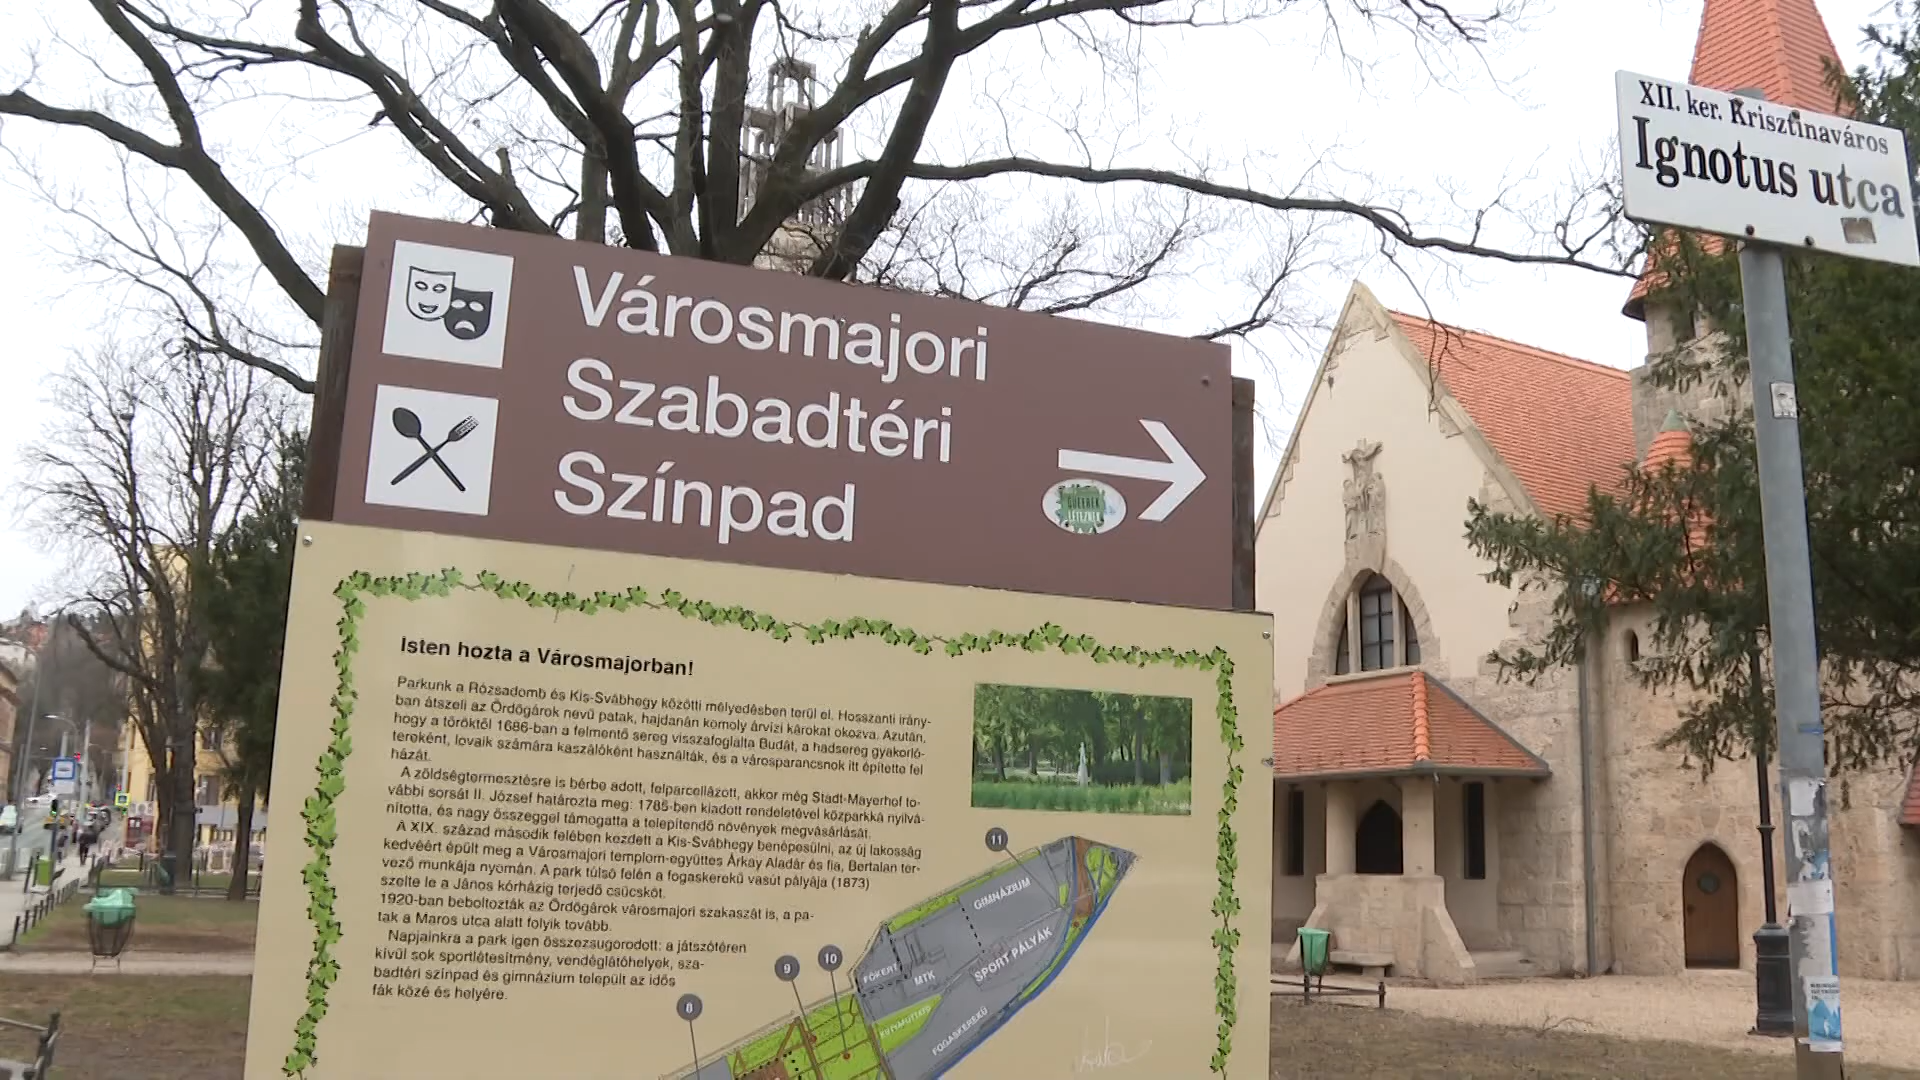 XII. ker. Krisztinaváros
Ignotus utca
Városmajori
Szabadtéri
Színpad
QUEEREK
LÉTEZNEK
Isten hozta a Városmajorban!
Parkunk a Rózsadomb és Kis-Svábhegy közötti mélyedésben terül el. Hosszanti irány-
ban átszeli az Ördögárok nevű patak, hajdanán komoly árvízi károkat okozva. Azután,
hogy a töröktől 1686-ban a felmentő sereg visszafoglalta Budát, a hadsereg gyakorló-
tereként, lovaik számára kaszálóként használták, és a városparancsnok itt építette fel
házát.
A zöldségtermesztésre is bérbe adott, felparcellázott, akkor még Stadt-Mayerhof to-
vábbi sorsát II. József határozta meg: 1785-ben kiadott rendeletével közparkká nyilvá-
nította, és nagy összeggel támogatta a telepítendő növények megvásárlását.
A XIX. század második felében kezdett a Kis-Svábhegy benépesülni, az új lakosság
kedvéért épült meg a Városmajori templom-együttes Árkay Aladár és fia, Bertalan ter-
vező munkája nyomán. A park túlsó felén a fogaskerekű vasút pályája (1873)
szelte le a János kórházig terjedő csücsköt.
1920-ban beboltozták az Ördögárok városmajori szakaszát is, a pa-
tak a Maros utca alatt folyik tovább.
Napjainkra a park igen összezsugorodott: a játszótéren
kívül sok sportlétesítmény, vendéglátóhelyek, sza-
badtéri színpad és gimnázium települt az idős
fák közé és helyére.
11
GIMNÁZIUM
SPORT PÁLYÁK
FŐKERT
MTK
10
9
8
KUTYAFUTTATÓ
FOGASKEREKŰ